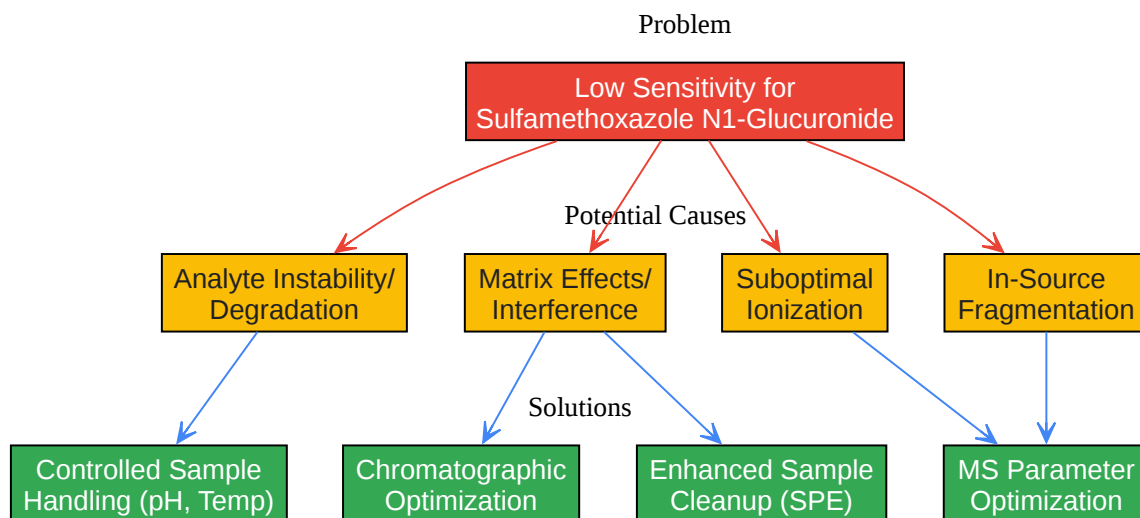 Problem
Low Sensitivity for
Sulfamethoxazole N1-Glucuronide
Potential Causes
Analyte Instability/
Degradation
Matrix Effects/
Interference
Suboptimal
Ionization
In-Source
Fragmentation
Solutions
Controlled Sample
Handling (pH, Temp)
Chromatographic
Optimization
Enhanced Sample
Cleanup (SPE)
MS Parameter
Optimization